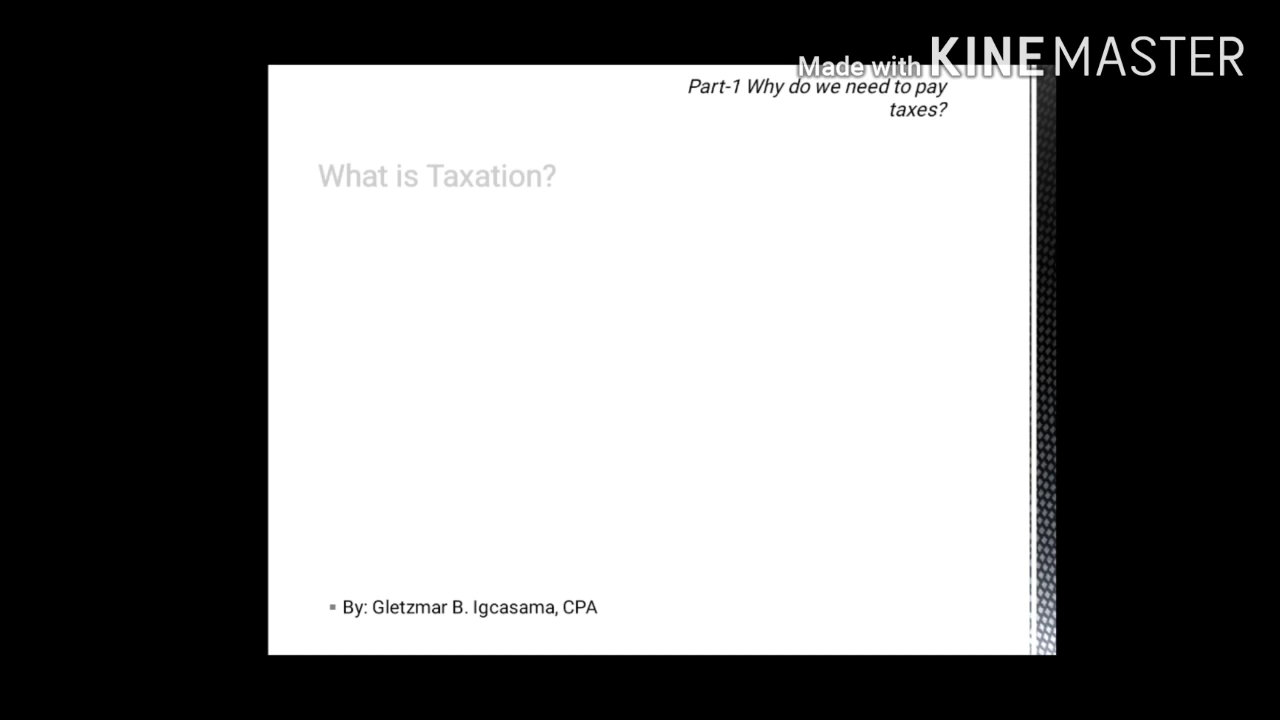 Made with KINEMASTER
Part-1 Why do we need to pay
taxes?
What is Taxation?
▪ By: Gletzmar B. Igcasama, CPA